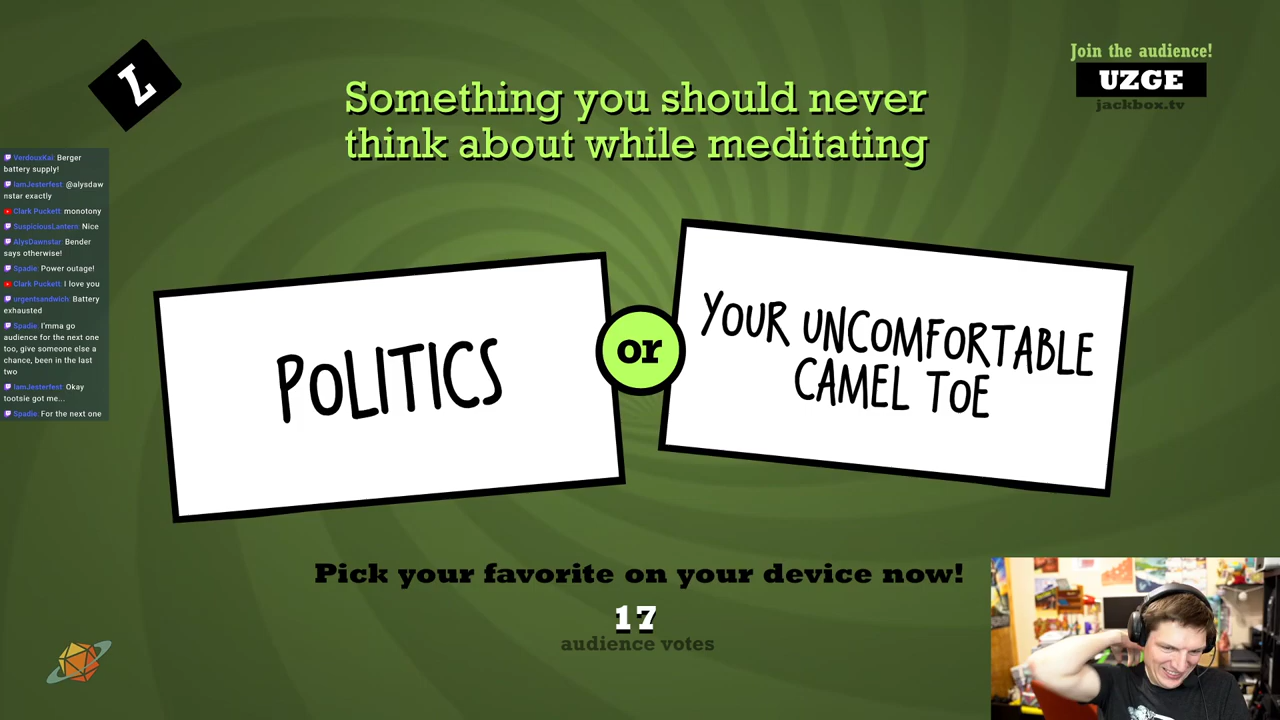 Join the audience!
UZGE
jackbox.tv
Something you should never
think about while meditating
VerdouxKai: Berger
battery supply!
IamJesterfest: @alysdaw
nstar exactly
Clark Puckett: monotony
SuspiciousLantern: Nice
AlysDawnstar: Bender
says otherwise!
Spadie: Power outage!
Clark Puckett: I love you
urgentsandwich: Battery
exhausted
Spadie: I'mma go
audience for the next one
too, give someone else a
chance, been in the last
two
IamJesterfest: Okay
tootsie got me...
Spadie: For the next one
POLITICS
or
YOUR UNCOMFORTABLE
CAMEL TOE
Pick your favorite on your device now!
17
audience votes